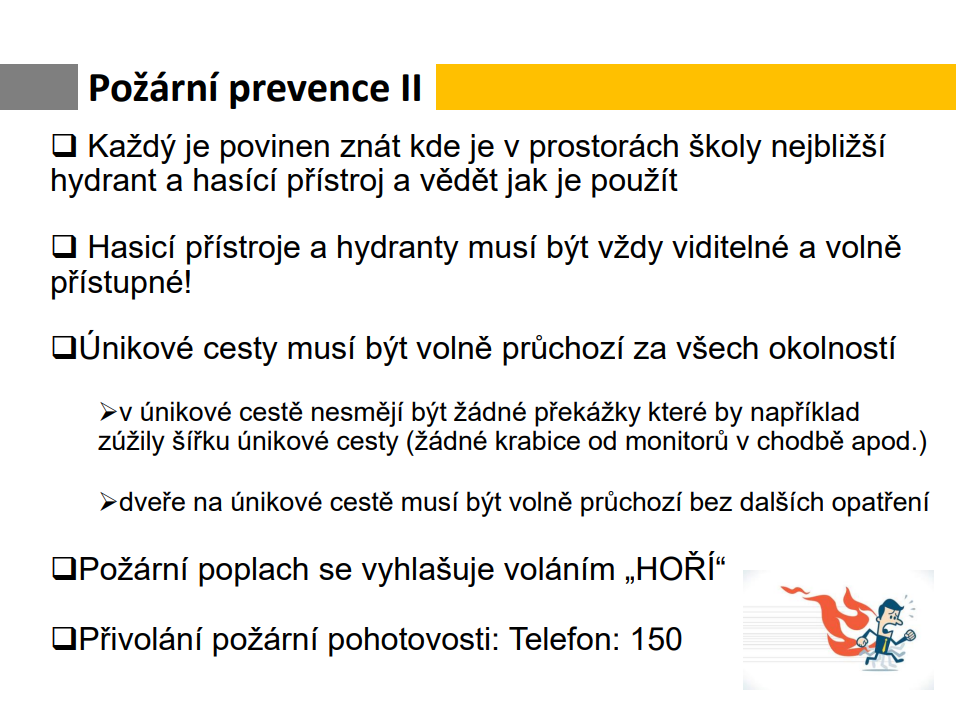 Požární prevence II
❑ Každý je povinen znát kde je v prostorách školy nejbližší
hydrant a hasící přístroj a vědět jak je použít
❑ Hasicí přístroje a hydranty musí být vždy viditelné a volně
přístupné!
❑Únikové cesty musí být volně průchozí za všech okolností
➢v únikové cestě nesmějí být žádné překážky které by například
zúžily šířku únikové cesty (žádné krabice od monitorů v chodbě apod.)
➢dveře na únikové cestě musí být volně průchozí bez dalších opatření
❑Požární poplach se vyhlašuje voláním „HOŘÍ“
❑Přivolání požární pohotovosti: Telefon: 150